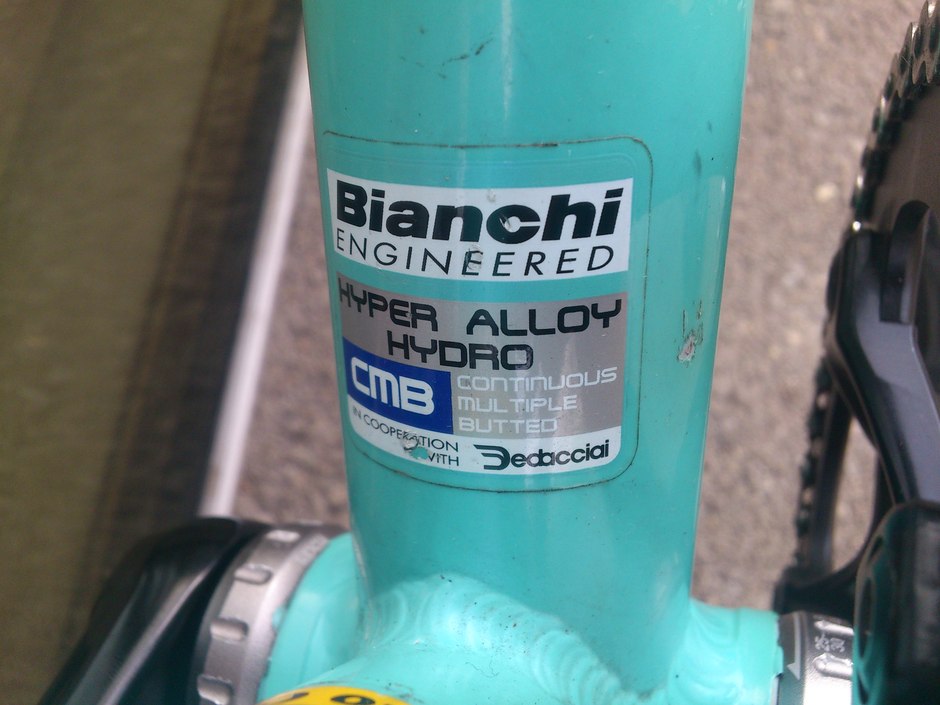 Bianchi
ENGINEERED
HYPER ALLOY
HYDRO
CMB
CONTINUOUS
MULTIPLE
BUTTED
IN COOPERATION
WITH
Dedacciai